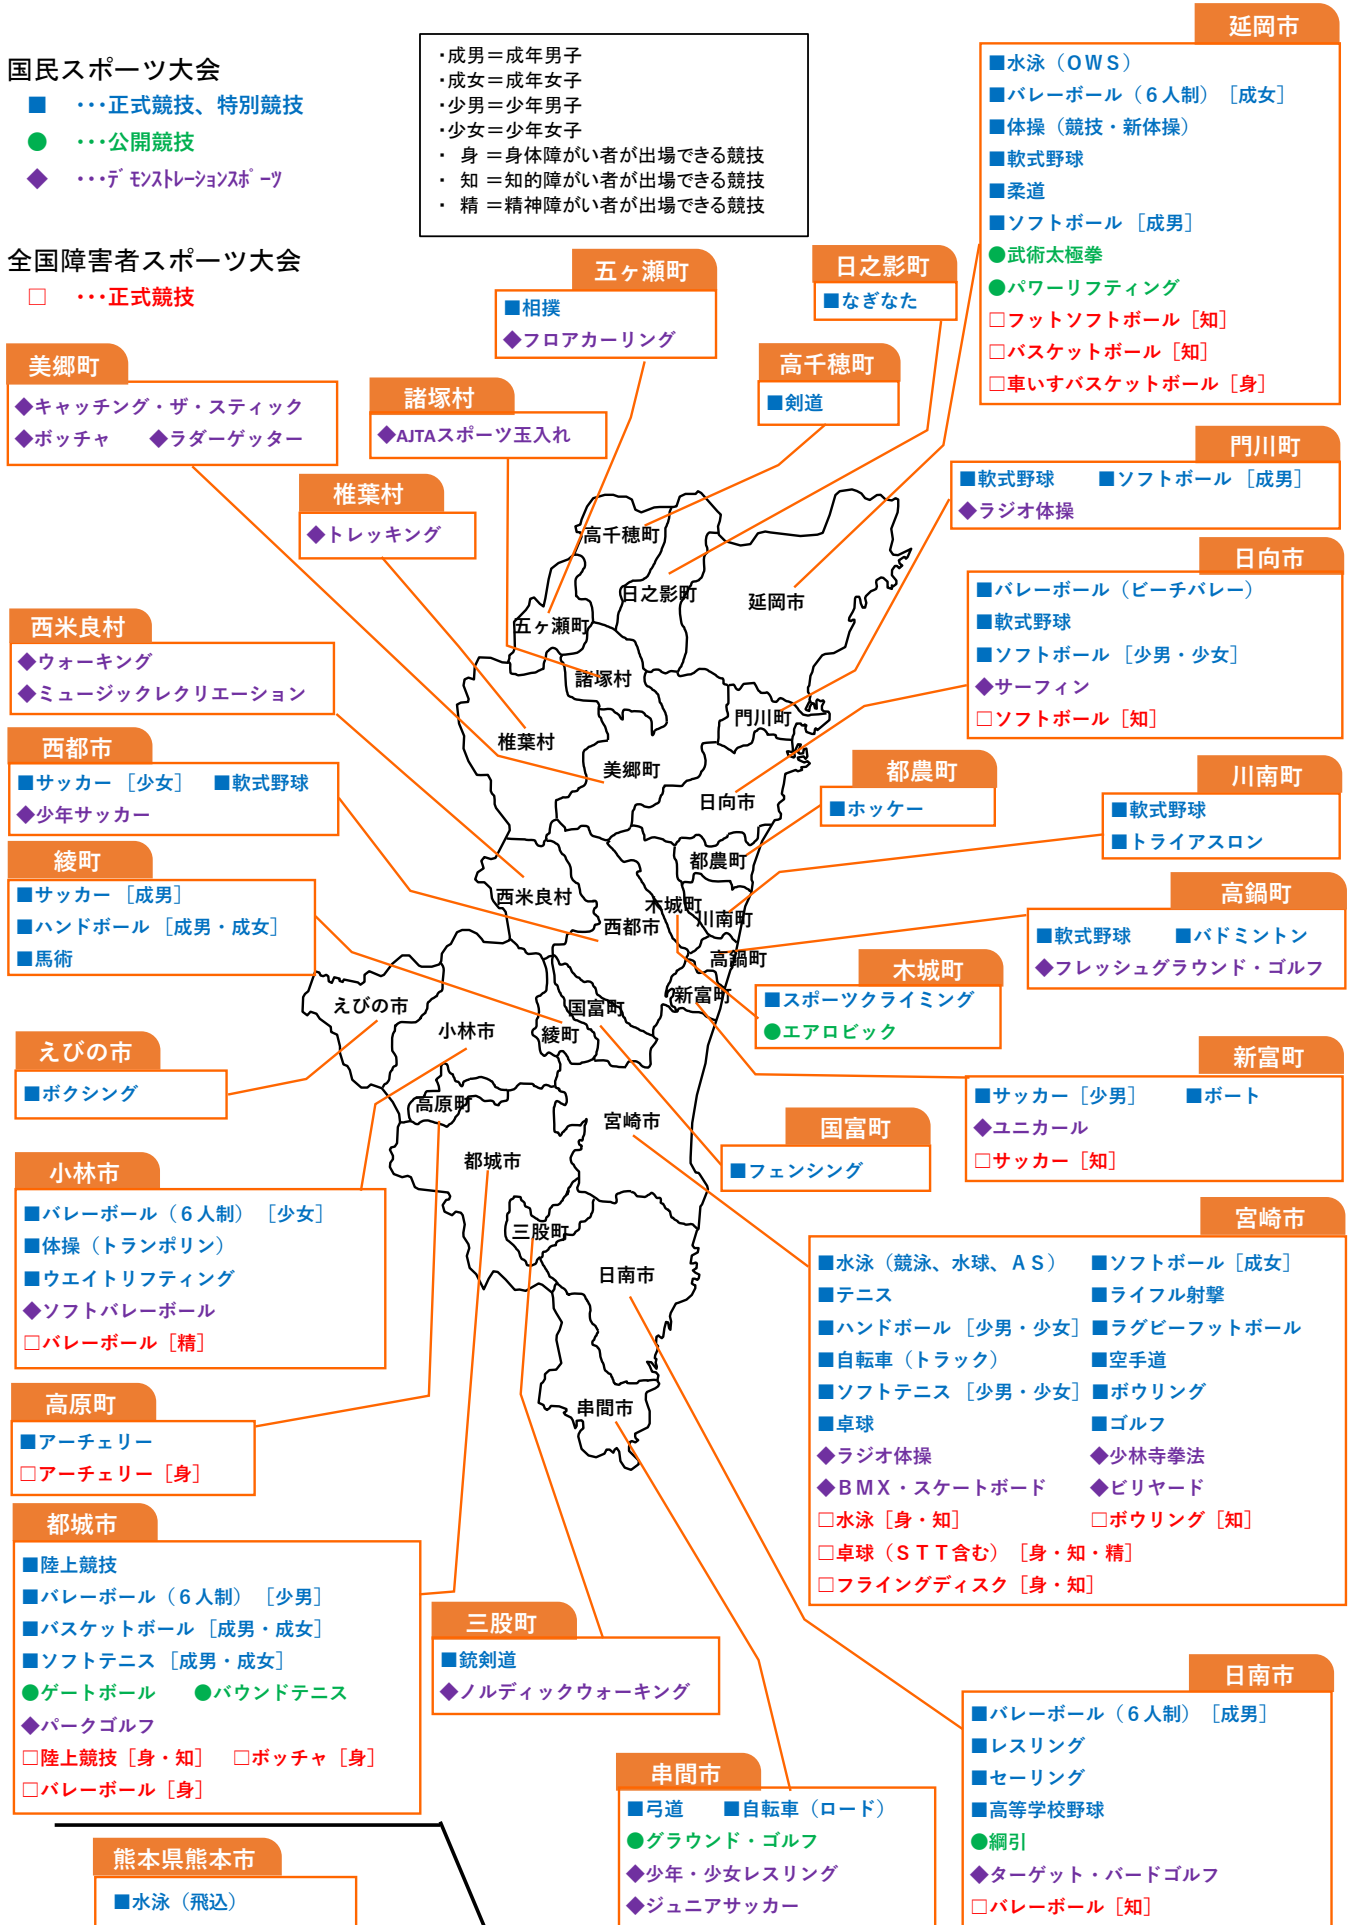 国民スポーツ大会
■ ･･･正式競技、特別競技
● ･･･公開競技
◆ ･･･ﾃﾞﾓﾝｽﾄﾚｰｼｮﾝｽﾎﾟｰﾂ
全国障害者スポーツ大会
□ ･･･正式競技
・成男＝成年男子
・成女＝成年女子
・少男＝少年男子
・少女＝少年女子
・ 身 ＝身体障がい者が出場できる競技
・ 知 ＝知的障がい者が出場できる競技
・ 精 ＝精神障がい者が出場できる競技
延岡市
■水泳（OWS）
■バレーボール（６人制）［成女］
■体操（競技・新体操）
■軟式野球
■柔道
■ソフトボール［成男］
●武術太極拳
●パワーリフティング
□フットソフトボール［知］
□バスケットボール［知］
□車いすバスケットボール［身］
五ヶ瀬町
■相撲
◆フロアカーリング
日之影町
■なぎなた
高千穂町
■剣道
美郷町
◆キャッチング・ザ・スティック
◆ボッチャ ◆ラダーゲッター
諸塚村
◆AJTAスポーツ玉入れ
椎葉村
◆トレッキング
門川町
■軟式野球 ■ソフトボール［成男］
◆ラジオ体操
日向市
■バレーボール（ビーチバレー）
■軟式野球
■ソフトボール［少男・少女］
◆サーフィン
□ソフトボール［知］
西米良村
◆ウォーキング
◆ミュージックレクリエーション
西都市
■サッカー［少女］ ■軟式野球
◆少年サッカー
都農町
■ホッケー
川南町
■軟式野球
■トライアスロン
綾町
■サッカー［成男］
■ハンドボール［成男・成女］
■馬術
高鍋町
■軟式野球 ■バドミントン
◆フレッシュグラウンド・ゴルフ
木城町
■スポーツクライミング
●エアロビック
えびの市
■ボクシング
新富町
■サッカー［少男］ ■ボート
◆ユニカール
□サッカー［知］
国富町
■フェンシング
小林市
■バレーボール（６人制）［少女］
■体操（トランポリン）
■ウエイトリフティング
◆ソフトバレーボール
□バレーボール［精］
宮崎市
■水泳（競泳、水球、ＡＳ） ■ソフトボール［成女］
■テニス ■ライフル射撃
■ハンドボール［少男・少女］ ■ラグビーフットボール
■自転車（トラック） ■空手道
■ソフトテニス［少男・少女］ ■ボウリング
■卓球 ■ゴルフ
◆ラジオ体操 ◆少林寺拳法
◆ＢＭＸ・スケートボード ◆ビリヤード
□水泳［身・知］ □ボウリング［知］
□卓球（ＳＴＴ含む）［身・知・精］
□フライングディスク［身・知］
高原町
■アーチェリー
□アーチェリー［身］
都城市
■陸上競技
■バレーボール（６人制）［少男］
■バスケットボール［成男・成女］
■ソフトテニス［成男・成女］
●ゲートボール ●バウンドテニス
◆パークゴルフ
□陸上競技［身・知］ □ボッチャ［身］
□バレーボール［身］
三股町
■銃剣道
◆ノルディックウォーキング
日南市
■バレーボール（６人制）［成男］
■レスリング
■セーリング
■高等学校野球
●綱引
◆ターゲット・バードゴルフ
□バレーボール［知］
串間市
■弓道 ■自転車（ロード）
●グラウンド・ゴルフ
◆少年・少女レスリング
◆ジュニアサッカー
熊本県熊本市
■水泳（飛込）
高千穂町
日之影町
延岡市
五ヶ瀬町
諸塚村
門川町
椎葉村
美郷町
日向市
都農町
西米良村
木城町
川南町
西都市
高鍋町
新富町
えびの市
国富町
小林市
綾町
高原町
宮崎市
都城市
三股町
日南市
串間市